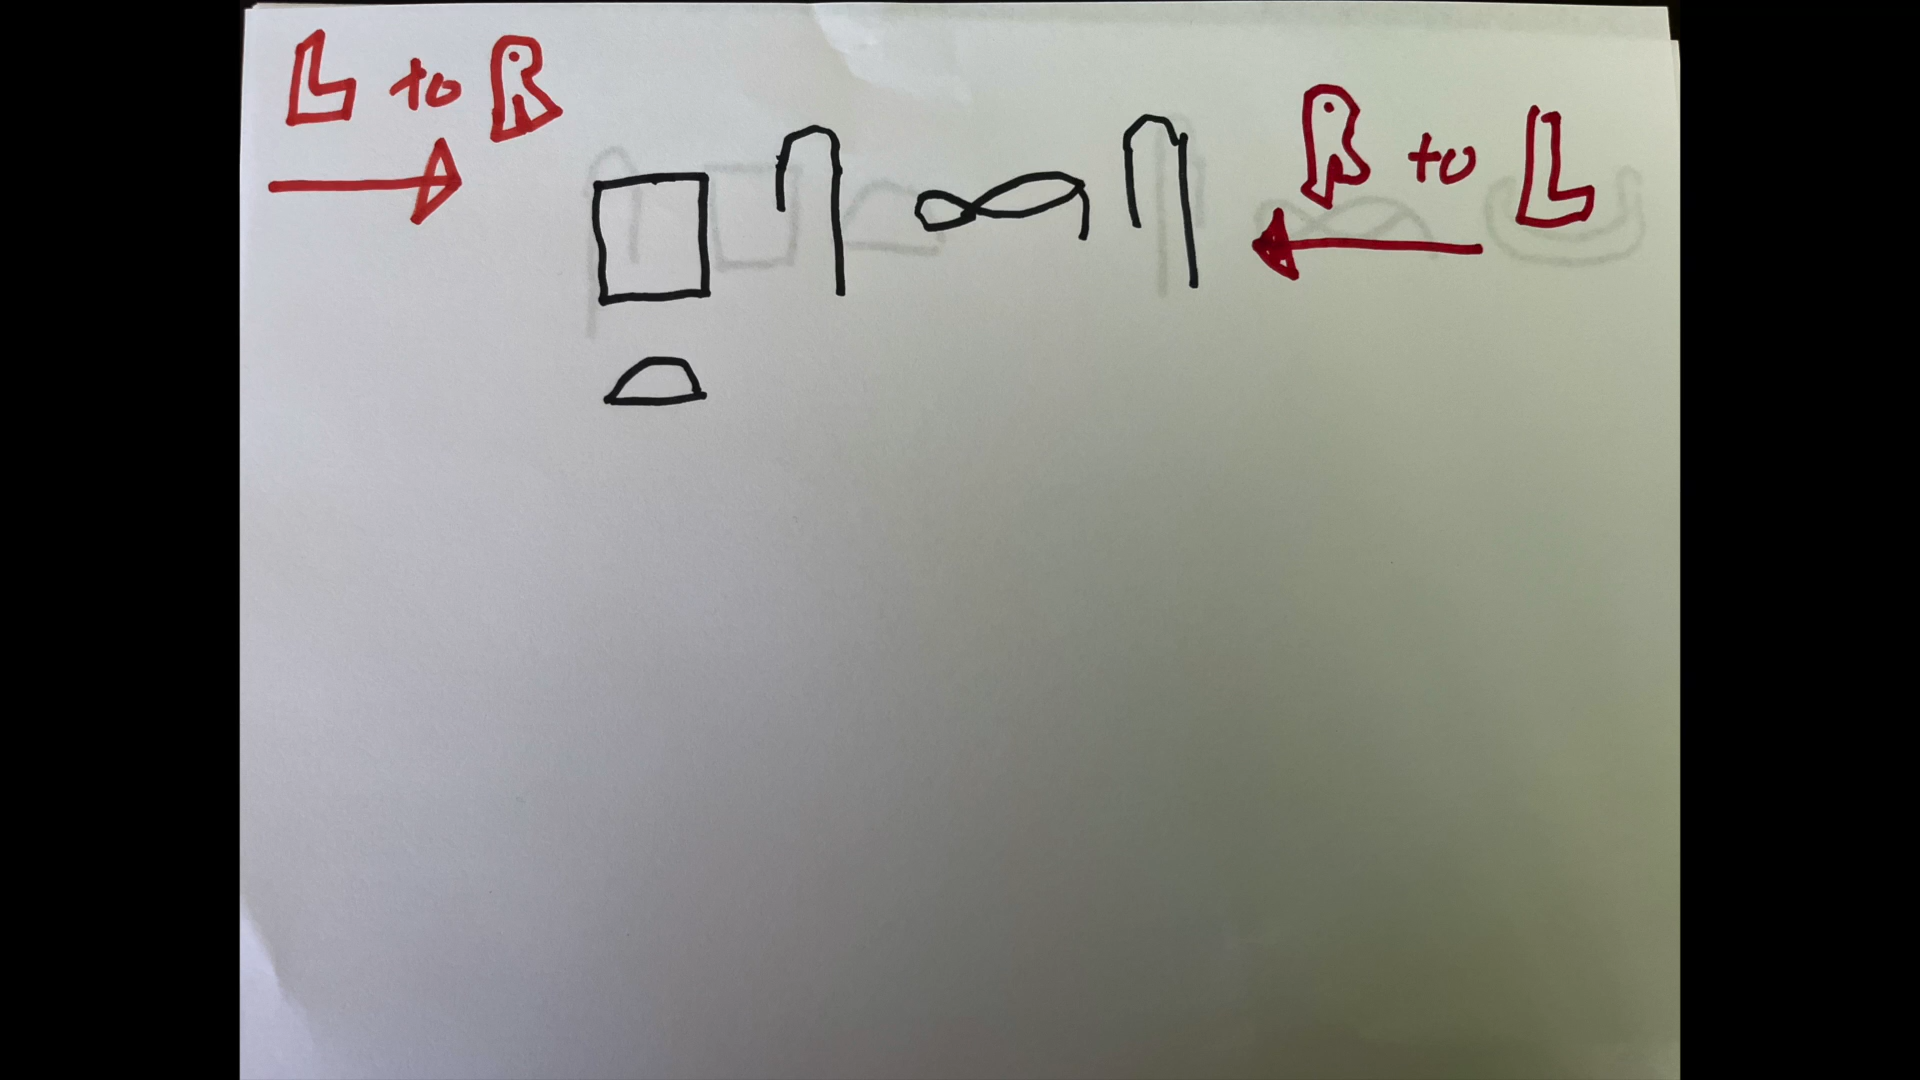 L to R
→
𓊪 𓋴 𓍿 𓋴
𓏏
R to L
←